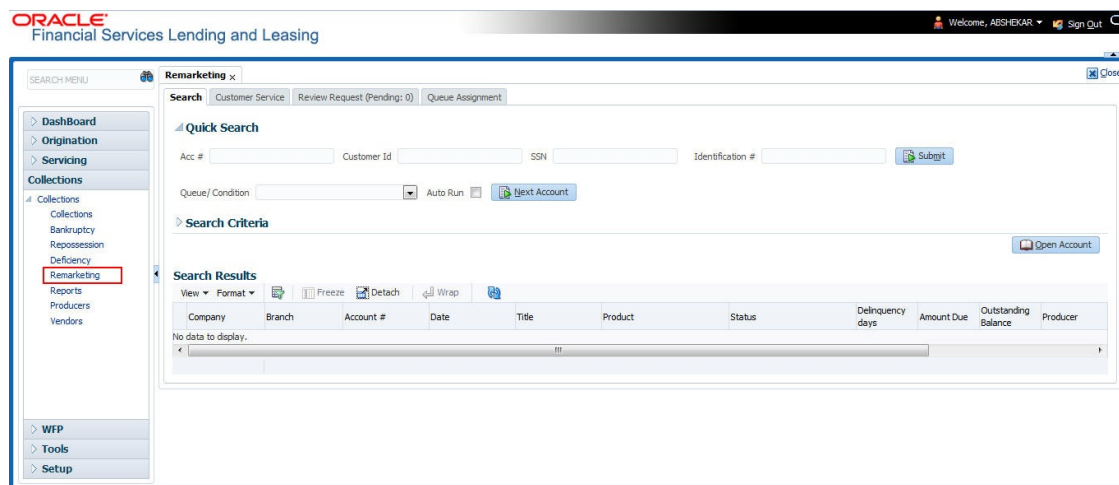 ORACLE
Financial Services Lending and Leasing
Welcome, ABSHEKAR
Sign Out
SEARCH MENU
Remarketing x
Close
Search
Customer Service
Review Request (Pending: 0)
Queue Assignment
DashBoard
Origination
Servicing
Collections
Collections
Collections
Bankruptcy
Repossession
Deficiency
Remarketing
Reports
Producers
Vendors
WFP
Tools
Setup
Quick Search
Acc # Customer Id SSN Identification # Submit
Queue/ Condition Auto Run Next Account
Search Criteria
Open Account
Search Results
View Format Freeze Detach Wrap
Company Branch Account # Date Title Product Status Delinquency days Amount Due Outstanding Balance Producer
No data to display.